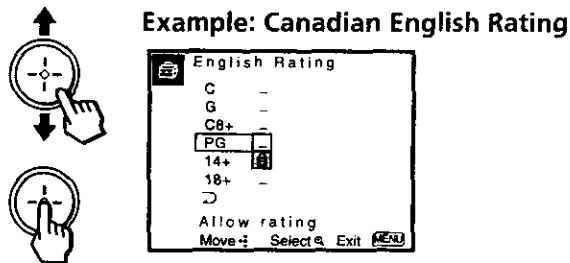 Example: Canadian English Rating
English Rating
C –
G –
C8+ –
PG –
14+
18+ –
Allow rating
Move Select Exit MENU